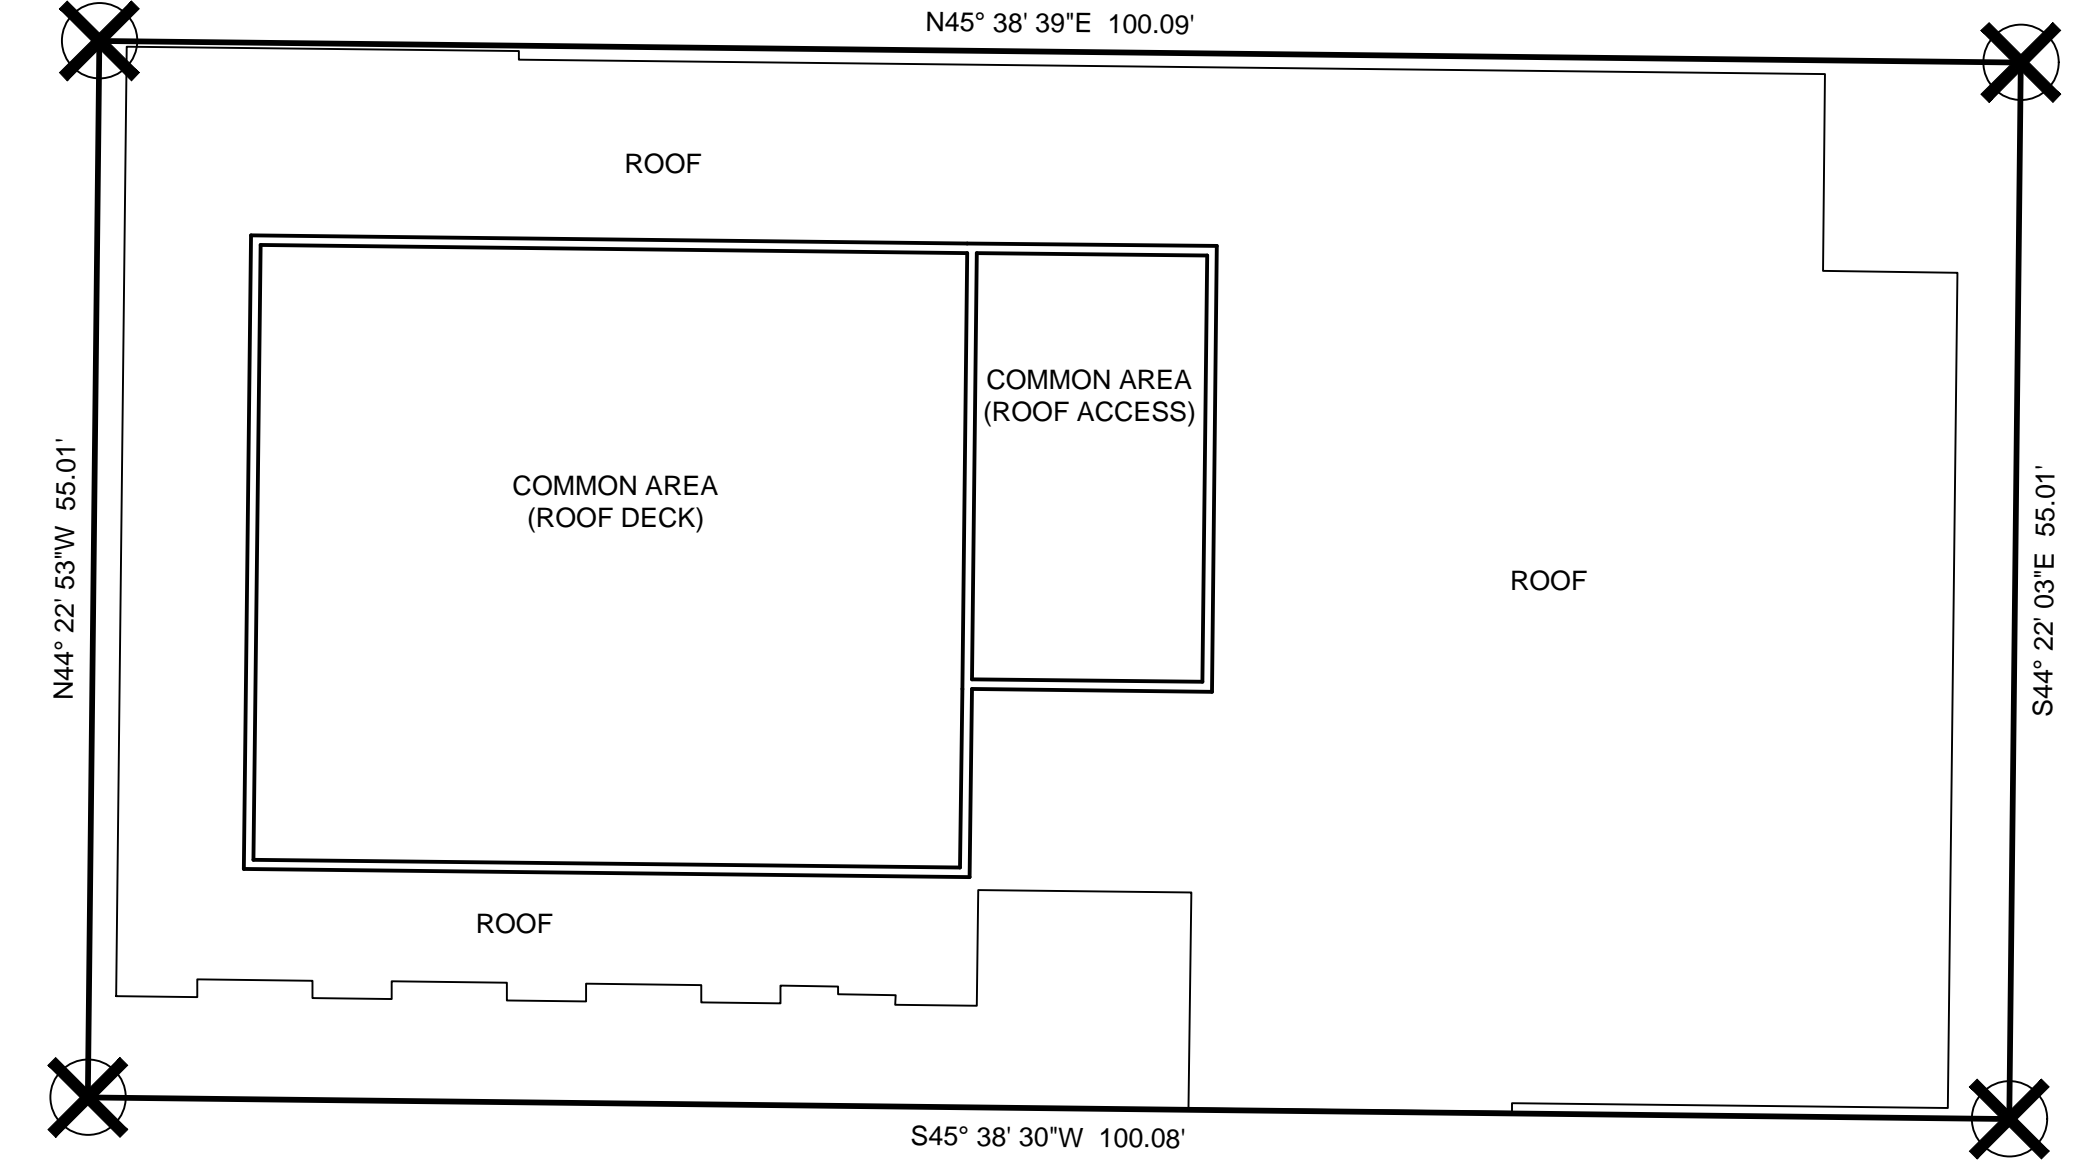 N45° 38' 39"E 100.09'
ROOF
COMMON AREA
(ROOF ACCESS)
COMMON AREA
(ROOF DECK)
N44° 22' 53"W 55.01'
S44° 22' 03"E 55.01'
ROOF
ROOF
S45° 38' 30"W 100.08'